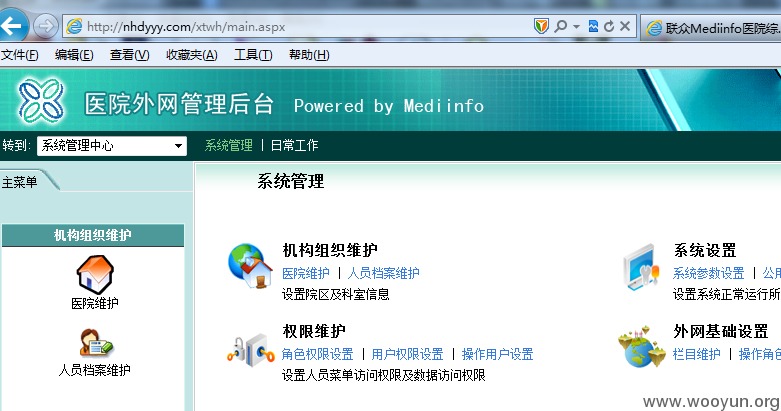 http://nhdyyy.com/xtwh/main.aspx
联众Mediinfo医院综.
文件(F) 编辑(E) 查看(V) 收藏夹(A) 工具(T) 帮助(H)
医院外网管理后台 Powered by Mediinfo
转到: 系统管理中心 系统管理 | 日常工作
主菜单
系统管理
机构组织维护
医院维护
人员档案维护
机构组织维护
医院维护 | 人员档案维护
设置院区及科室信息
系统设置
系统参数设置 | 公用
设置系统正常运行所
权限维护
角色权限设置 | 用户权限设置 | 操作用户设置
设置人员菜单访问权限及数据访问权限
外网基础设置
栏目维护 | 操作角色
www.wooyun.org